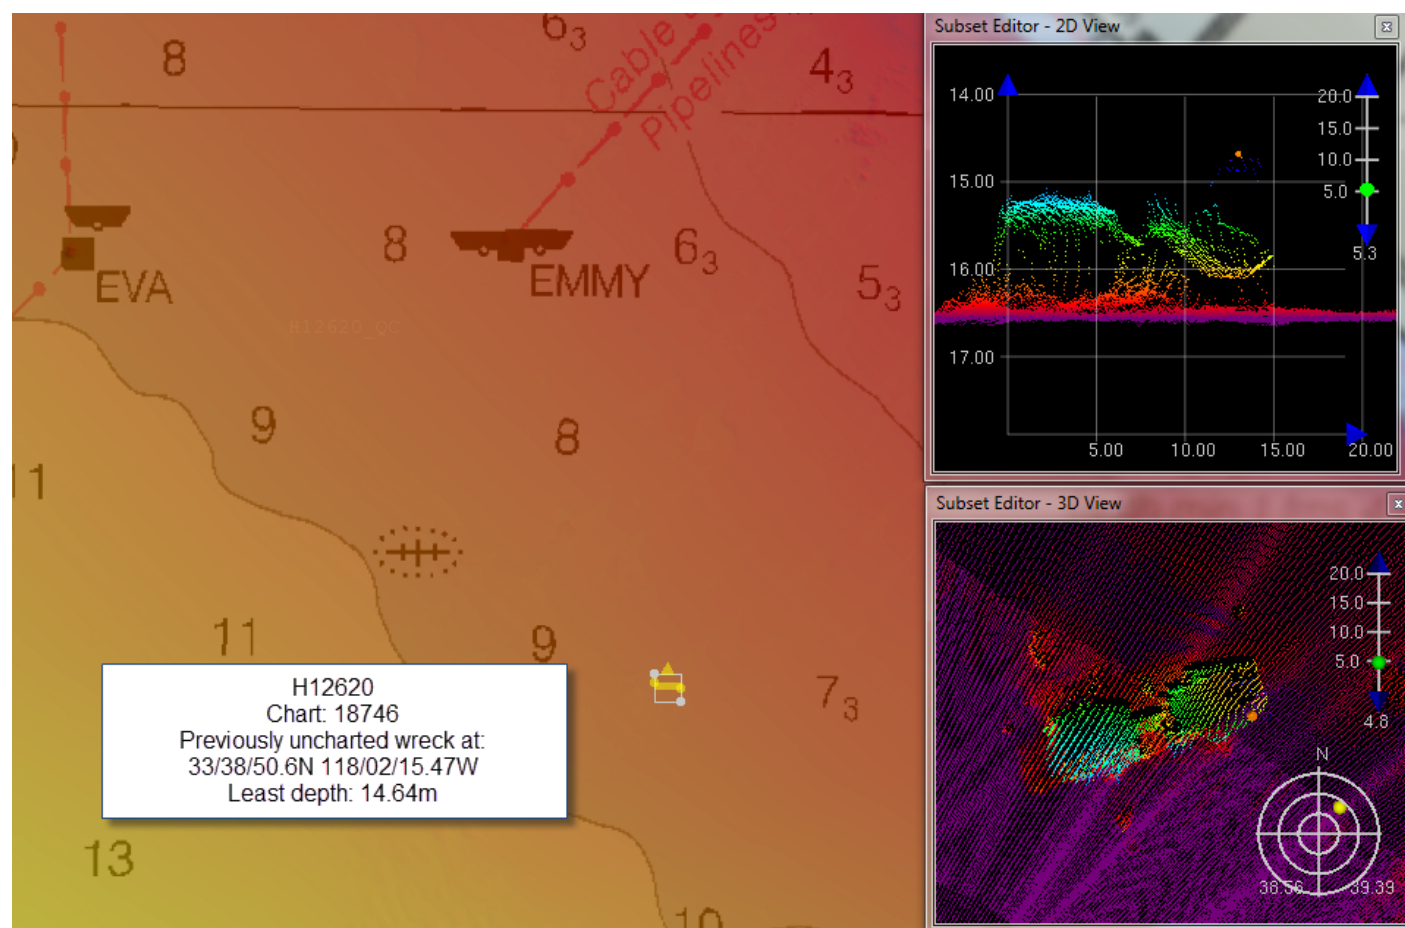 8
6₃
Cable
4₃
Pipelines
8
6₃
EVA
EMMY
5₃
H12620_QC
9
8
11
11
9
7₃
H12620
Chart: 18746
Previously uncharted wreck at:
33/38/50.6N 118/02/15.47W
Least depth: 14.64m
13
10
Subset Editor - 2D View
x
14.00
20.0
15.0
10.0
15.00
5.0
5.3
16.00
17.00
5.00 10.00 15.00 20.00
Subset Editor - 3D View
x
20.0
15.0
10.0
5.0
4.8
N
39.39